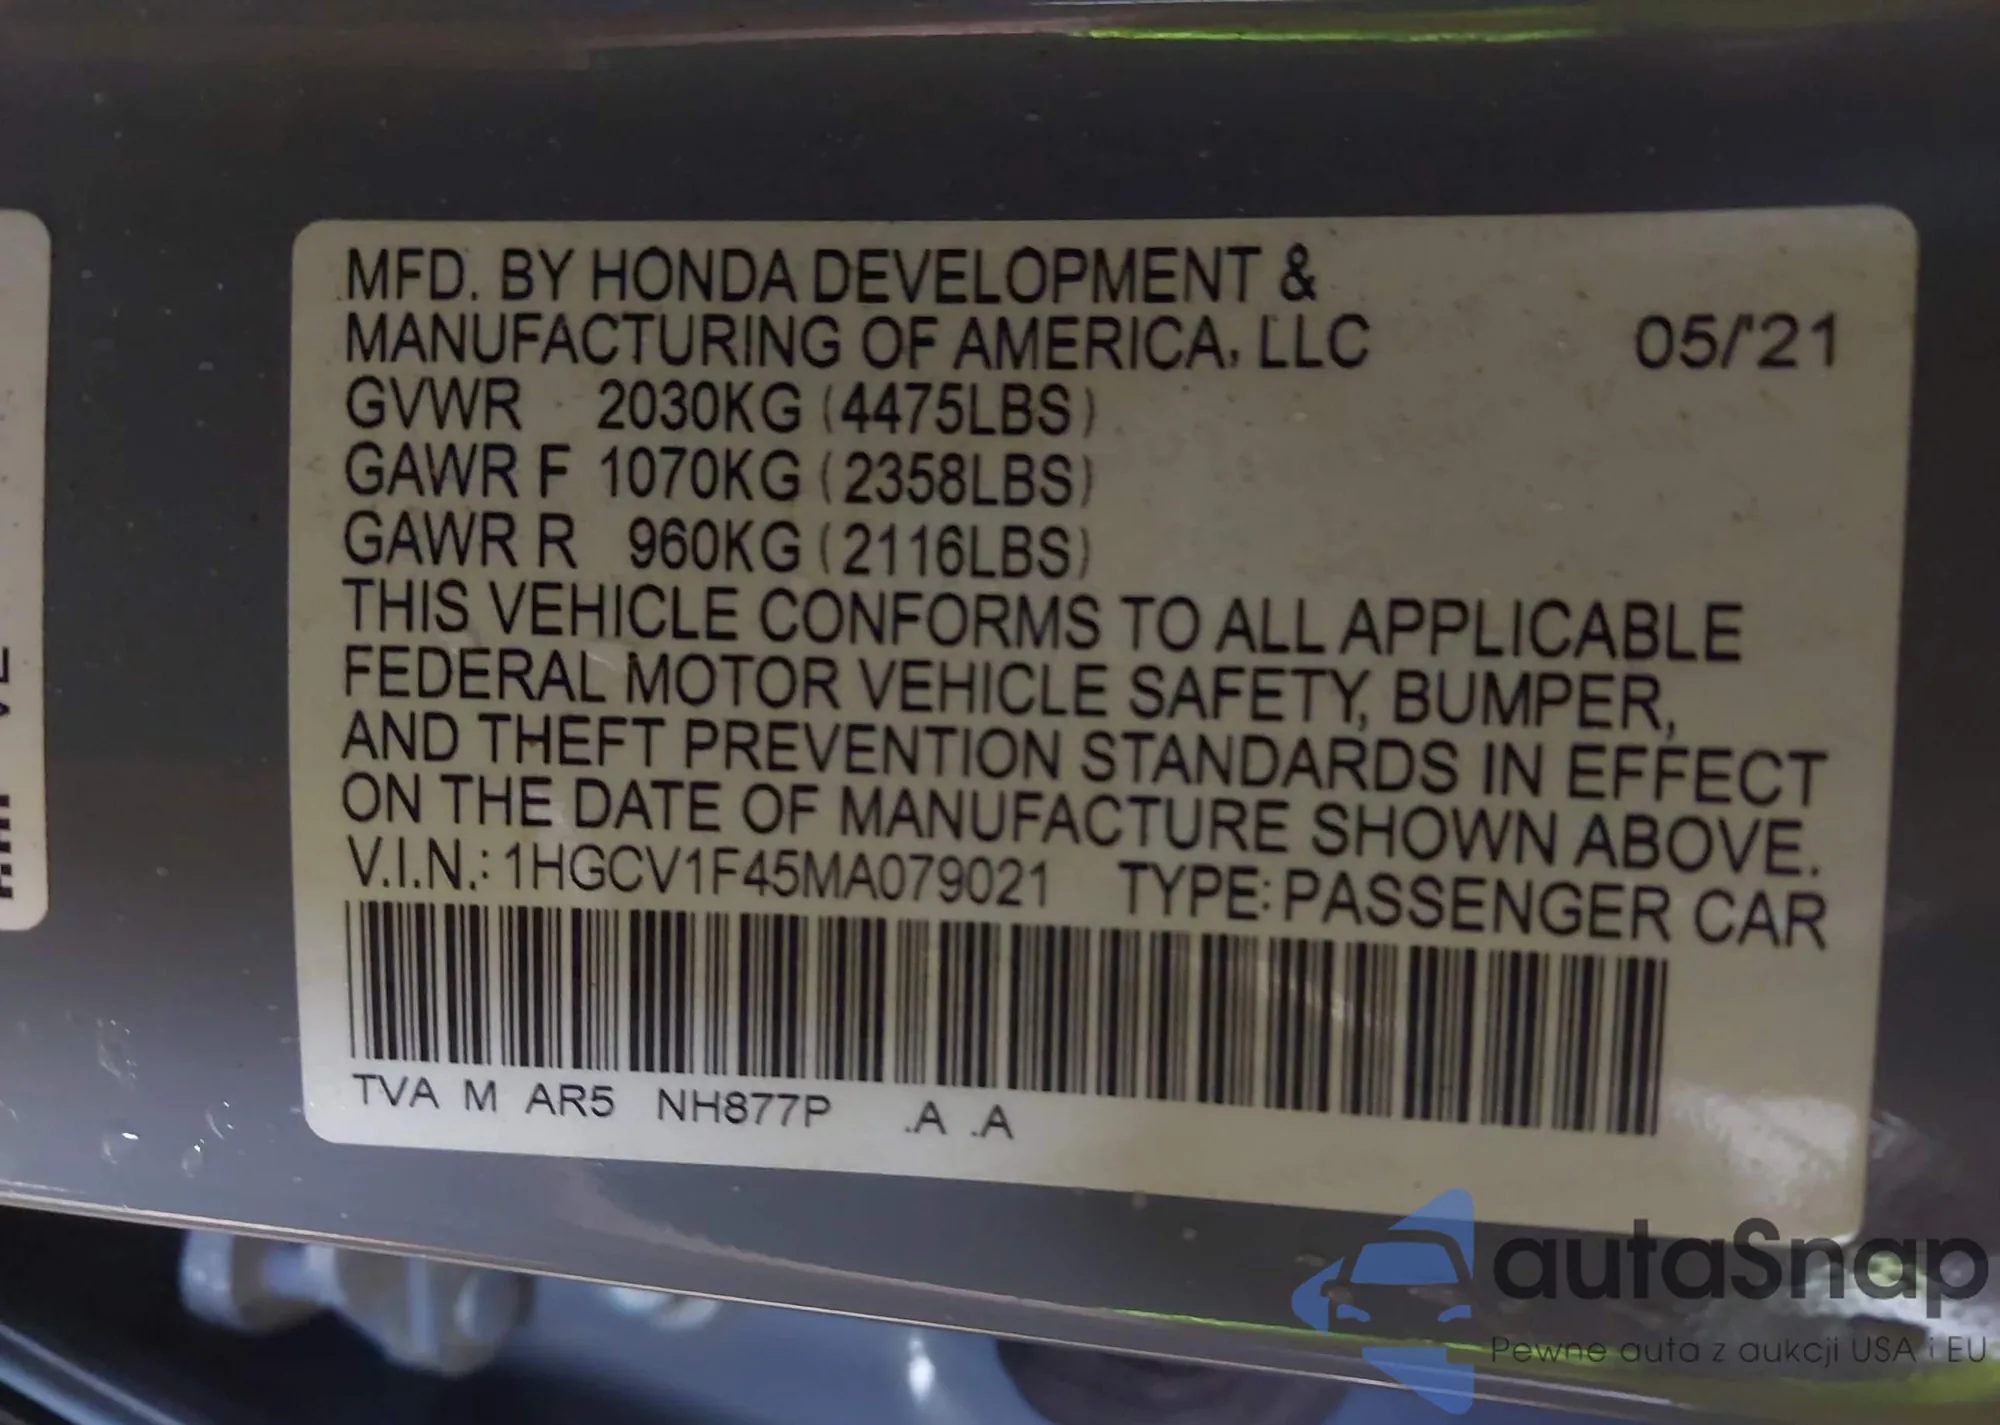 MFD. BY HONDA DEVELOPMENT &
MANUFACTURING OF AMERICA, LLC 05/'21
GVWR 2030KG (4475LBS)
GAWR F 1070KG (2358LBS)
GAWR R 960KG (2116LBS)
THIS VEHICLE CONFORMS TO ALL APPLICABLE
FEDERAL MOTOR VEHICLE SAFETY, BUMPER,
AND THEFT PREVENTION STANDARDS IN EFFECT
ON THE DATE OF MANUFACTURE SHOWN ABOVE.
V.I.N.: 1HGCV1F45MA079021 TYPE: PASSENGER CAR
TVA M AR5 NH877P .A .A
autaSnap
Pewne auta z aukcji USA i EU